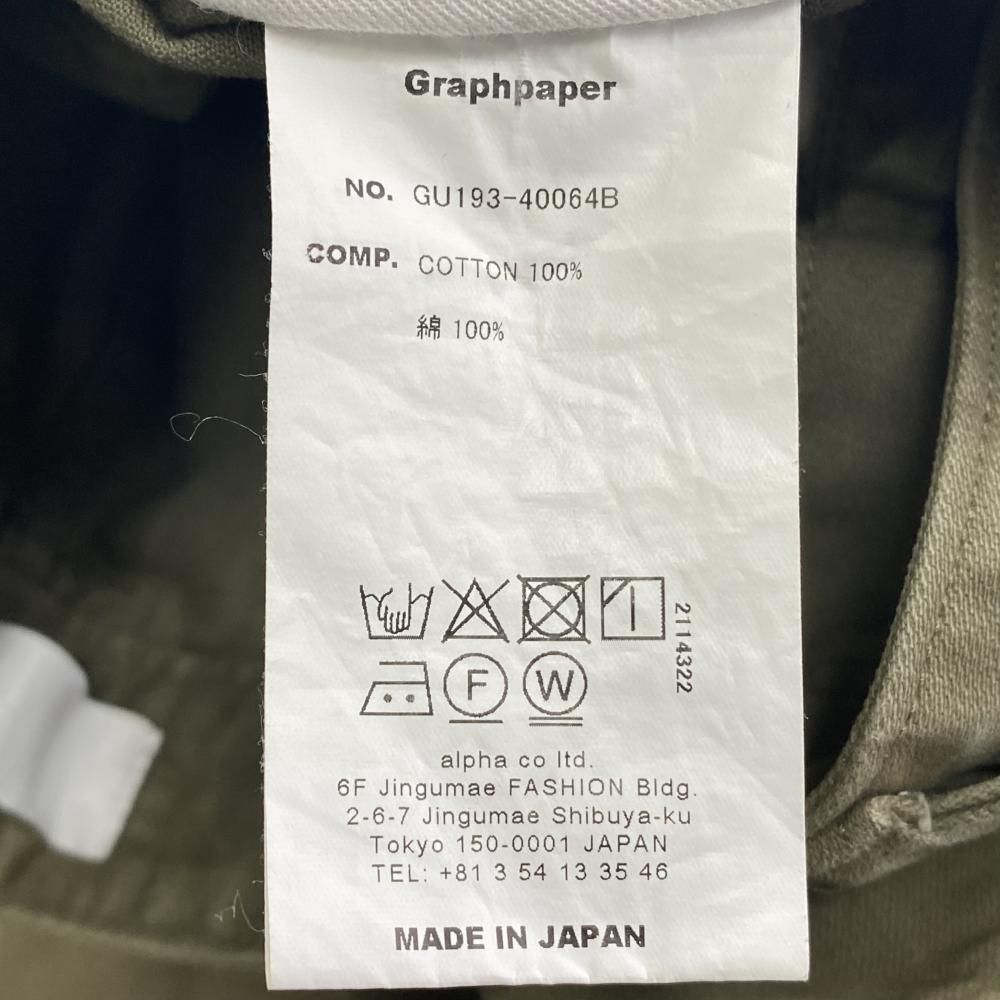 Graphpaper
NO. GU193-40064B
COMP. COTTON 100%
綿 100%
2114322
F W
alpha co ltd.
6F Jingumae FASHION Bldg.
2-6-7 Jingumae Shibuya-ku
Tokyo 150-0001 JAPAN
TEL: +81 3 54 13 35 46
MADE IN JAPAN